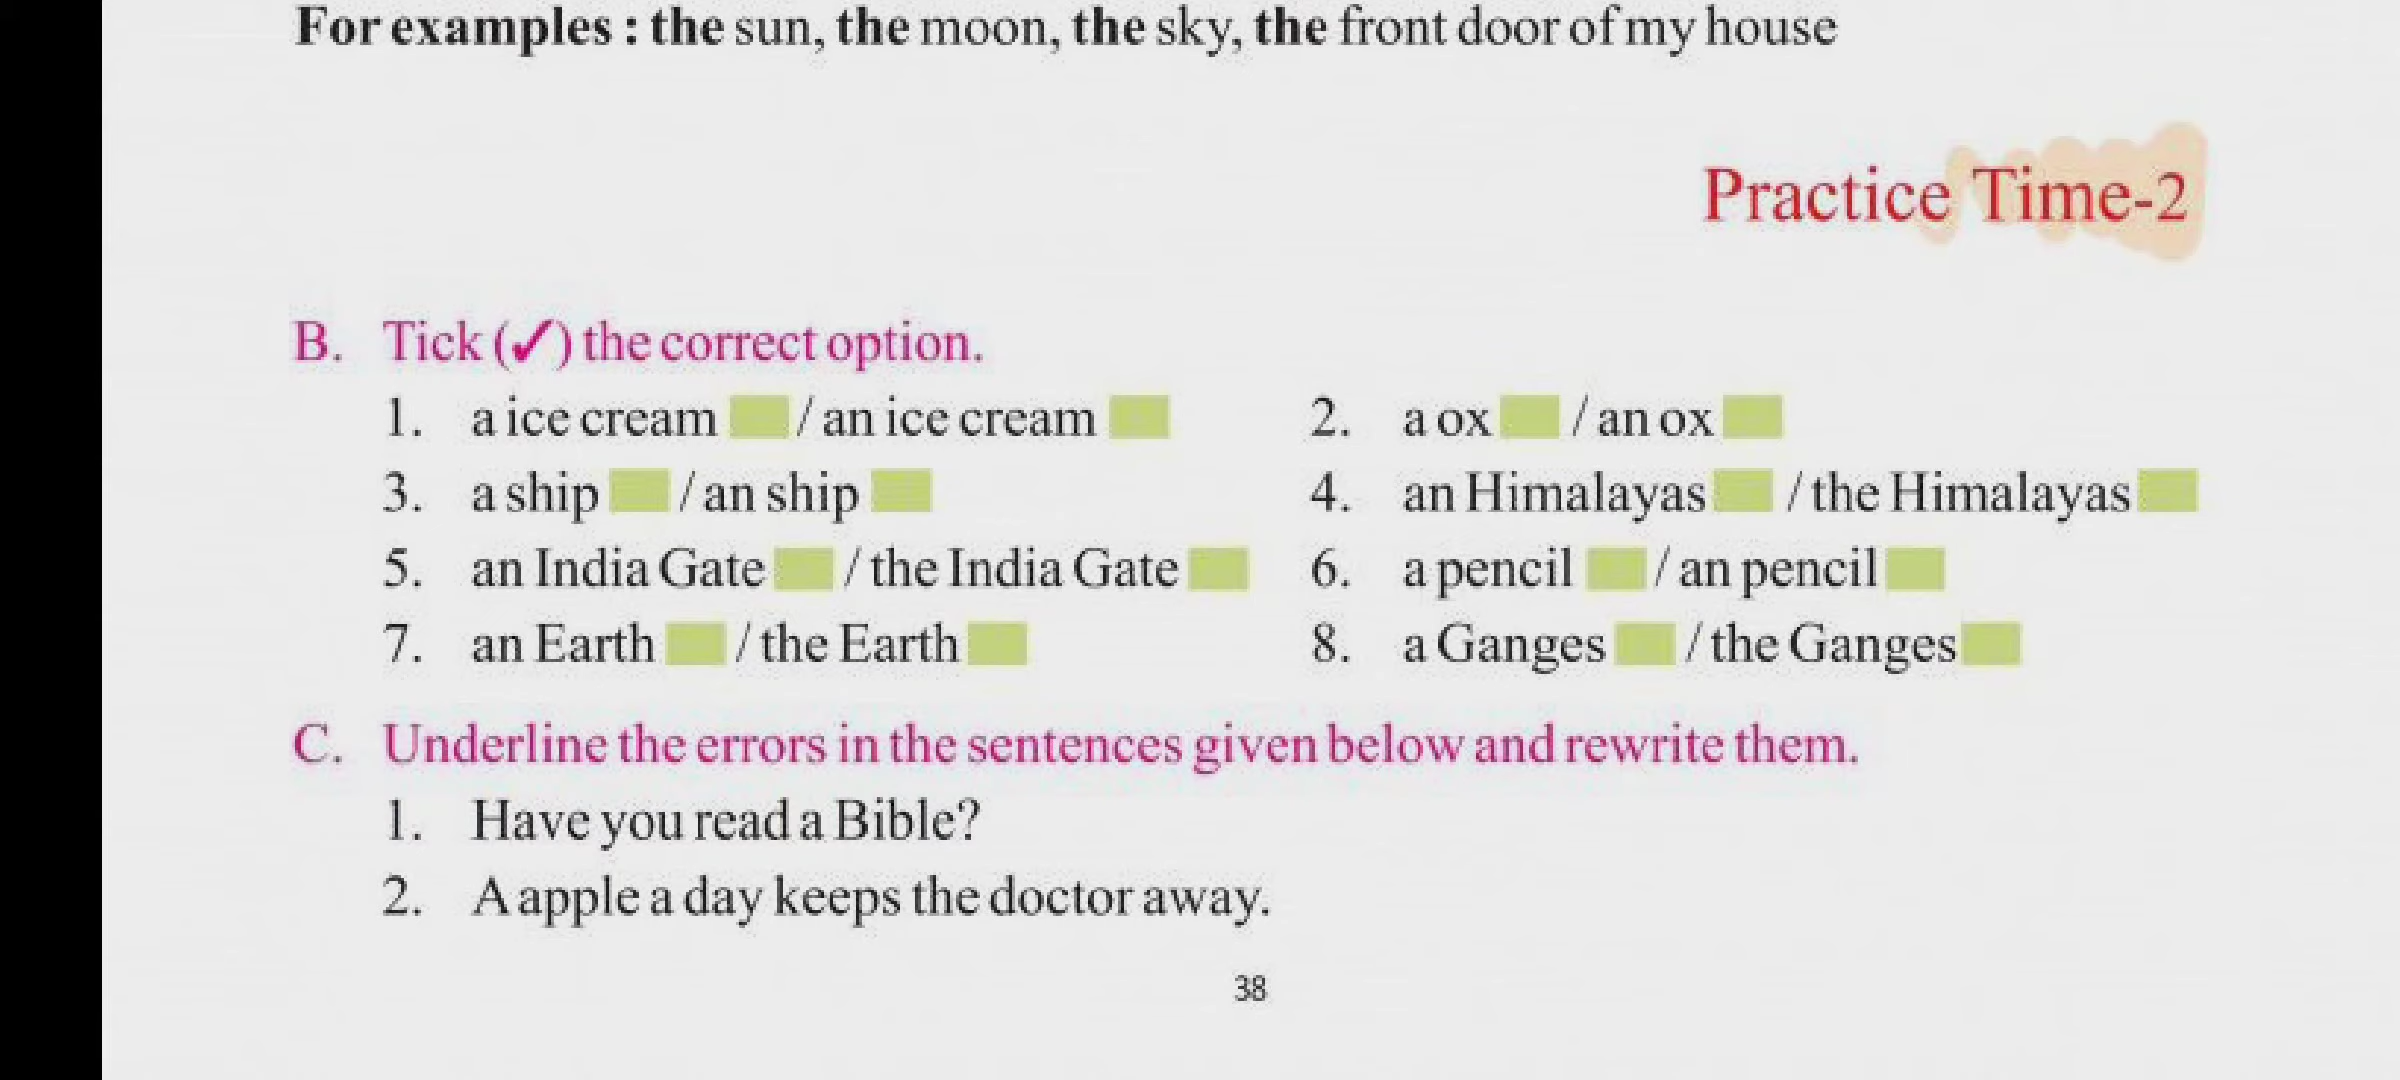 For examples : the sun, the moon, the sky, the front door of my house
Practice Time-2
B. Tick (✓) the correct option.
1. a ice cream / an ice cream 2. a ox / an ox
3. a ship / an ship 4. an Himalayas / the Himalayas
5. an India Gate / the India Gate 6. a pencil / an pencil
7. an Earth / the Earth 8. a Ganges / the Ganges
C. Underline the errors in the sentences given below and rewrite them.
1. Have you read a Bible?
2. A apple a day keeps the doctor away.
38